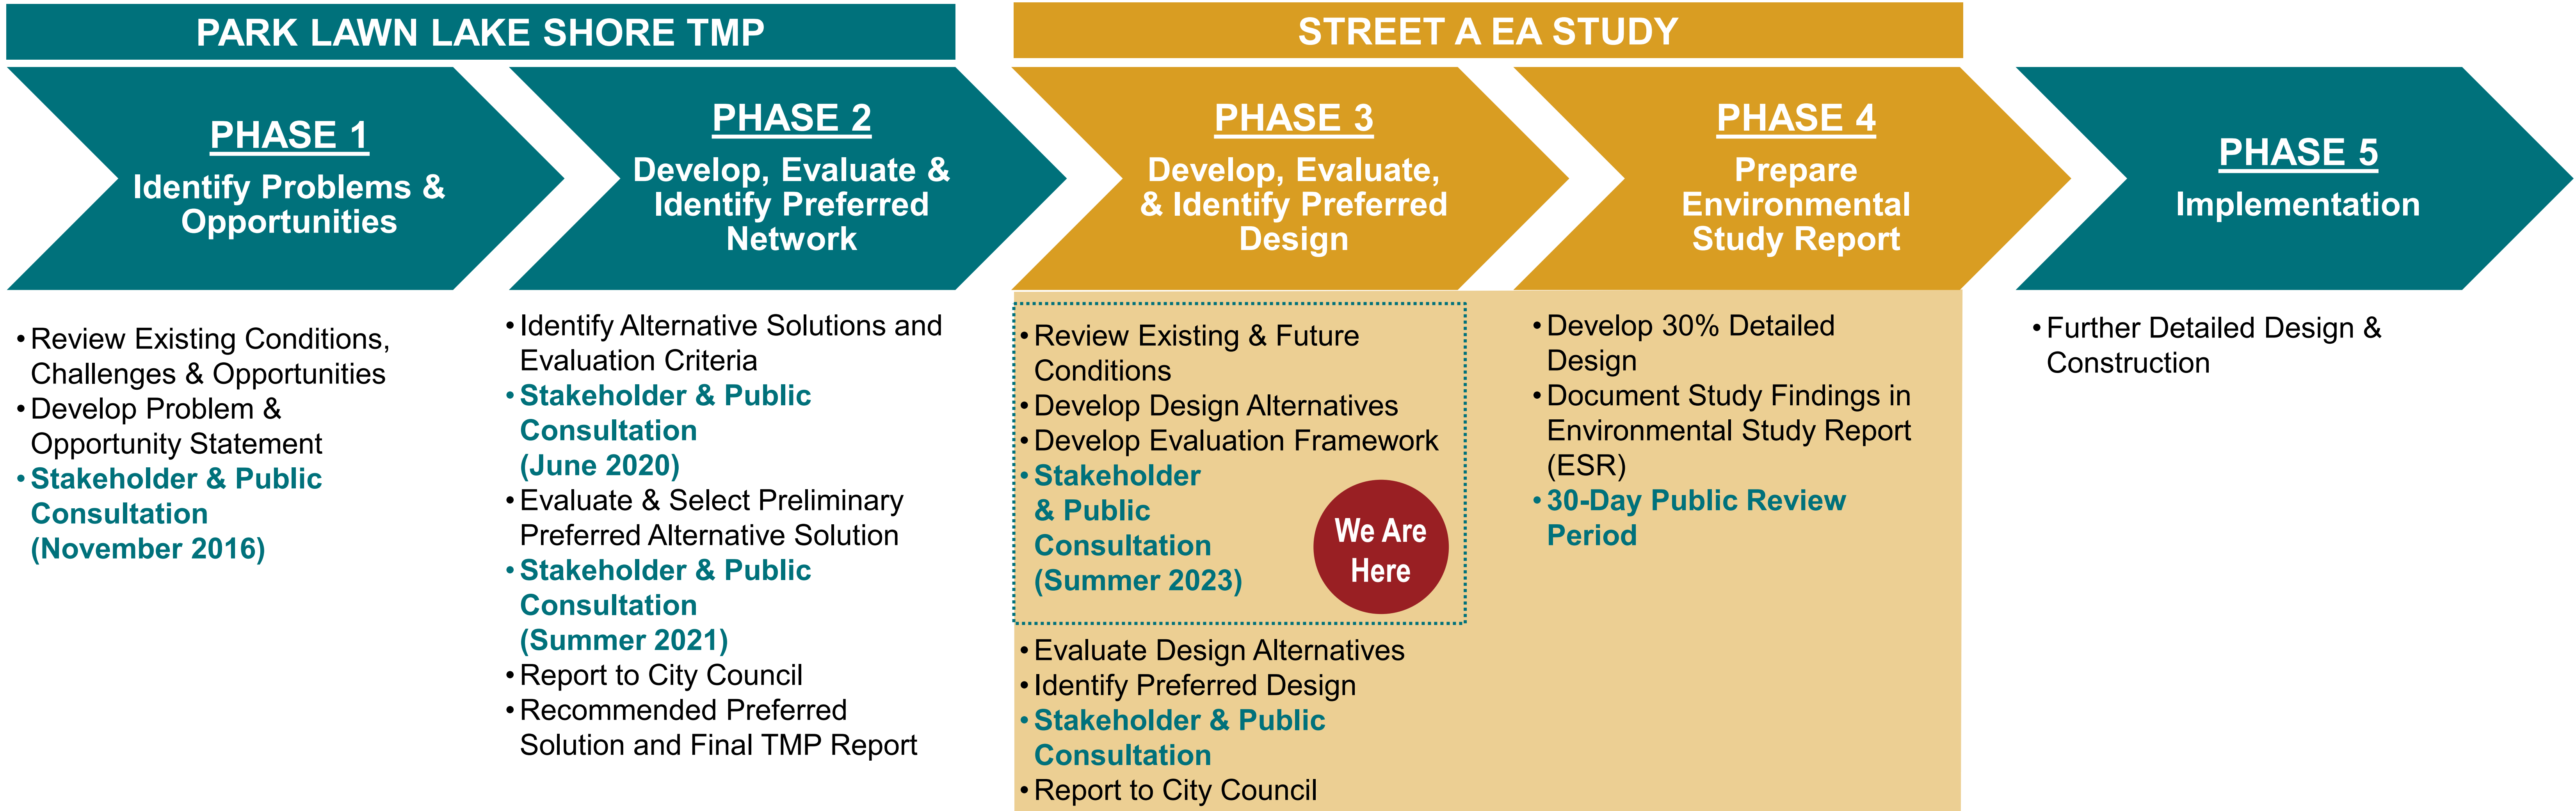 PARK LAWN LAKE SHORE TMP
STREET A EA STUDY
PHASE 1
Identify Problems &
Opportunities
PHASE 2
Develop, Evaluate &
Identify Preferred
Network
PHASE 3
Develop, Evaluate,
& Identify Preferred
Design
PHASE 4
Prepare
Environmental
Study Report
PHASE 5
Implementation
• Review Existing Conditions,
Challenges & Opportunities
• Develop Problem &
Opportunity Statement
• Stakeholder & Public
Consultation
(November 2016)
• Identify Alternative Solutions and
Evaluation Criteria
• Stakeholder & Public
Consultation
(June 2020)
• Evaluate & Select Preliminary
Preferred Alternative Solution
• Stakeholder & Public
Consultation
(Summer 2021)
• Report to City Council
• Recommended Preferred
Solution and Final TMP Report
• Review Existing & Future
Conditions
• Develop Design Alternatives
• Develop Evaluation Framework
• Stakeholder
& Public
Consultation
(Summer 2023)
We Are
Here
• Evaluate Design Alternatives
• Identify Preferred Design
• Stakeholder & Public
Consultation
• Report to City Council
• Develop 30% Detailed
Design
• Document Study Findings in
Environmental Study Report
(ESR)
• 30-Day Public Review
Period
• Further Detailed Design &
Construction